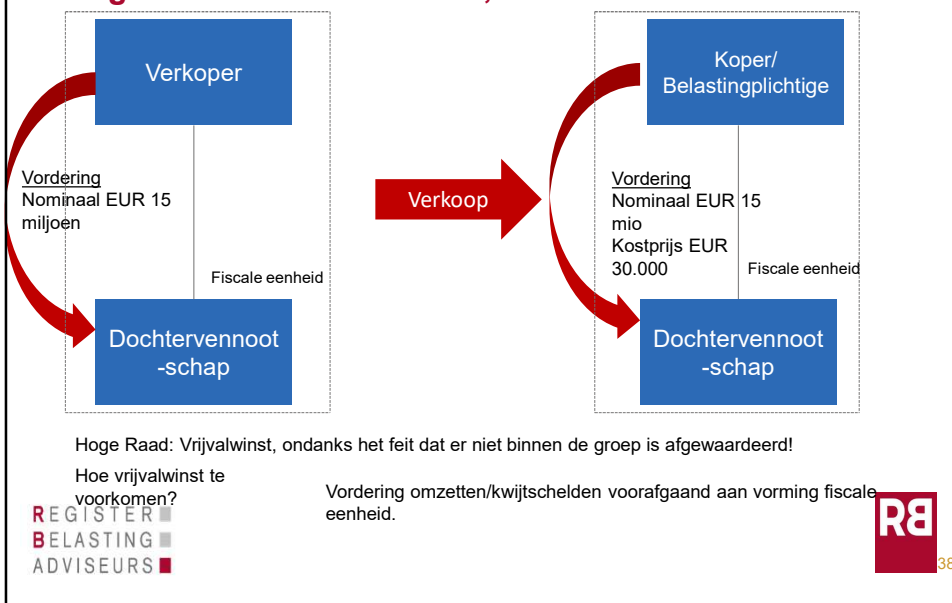 Verkoper
Koper/
Belastingplichtige
Vordering
Nominaal EUR 15
miljoen
Verkoop
Vordering
Nominaal EUR 15
mio
Kostprijs EUR
30.000
Fiscale eenheid
Fiscale eenheid
Dochtervennoot
-schap
Dochtervennoot
-schap
Hoge Raad: Vrijvalwinst, ondanks het feit dat er niet binnen de groep is afgewaardeerd!
Hoe vrijvalwinst te
voorkomen?
Vordering omzetten/kwijtschelden voorafgaand aan vorming fiscale
eenheid.
REGISTER
BELASTING
ADVISEURS
RB
38